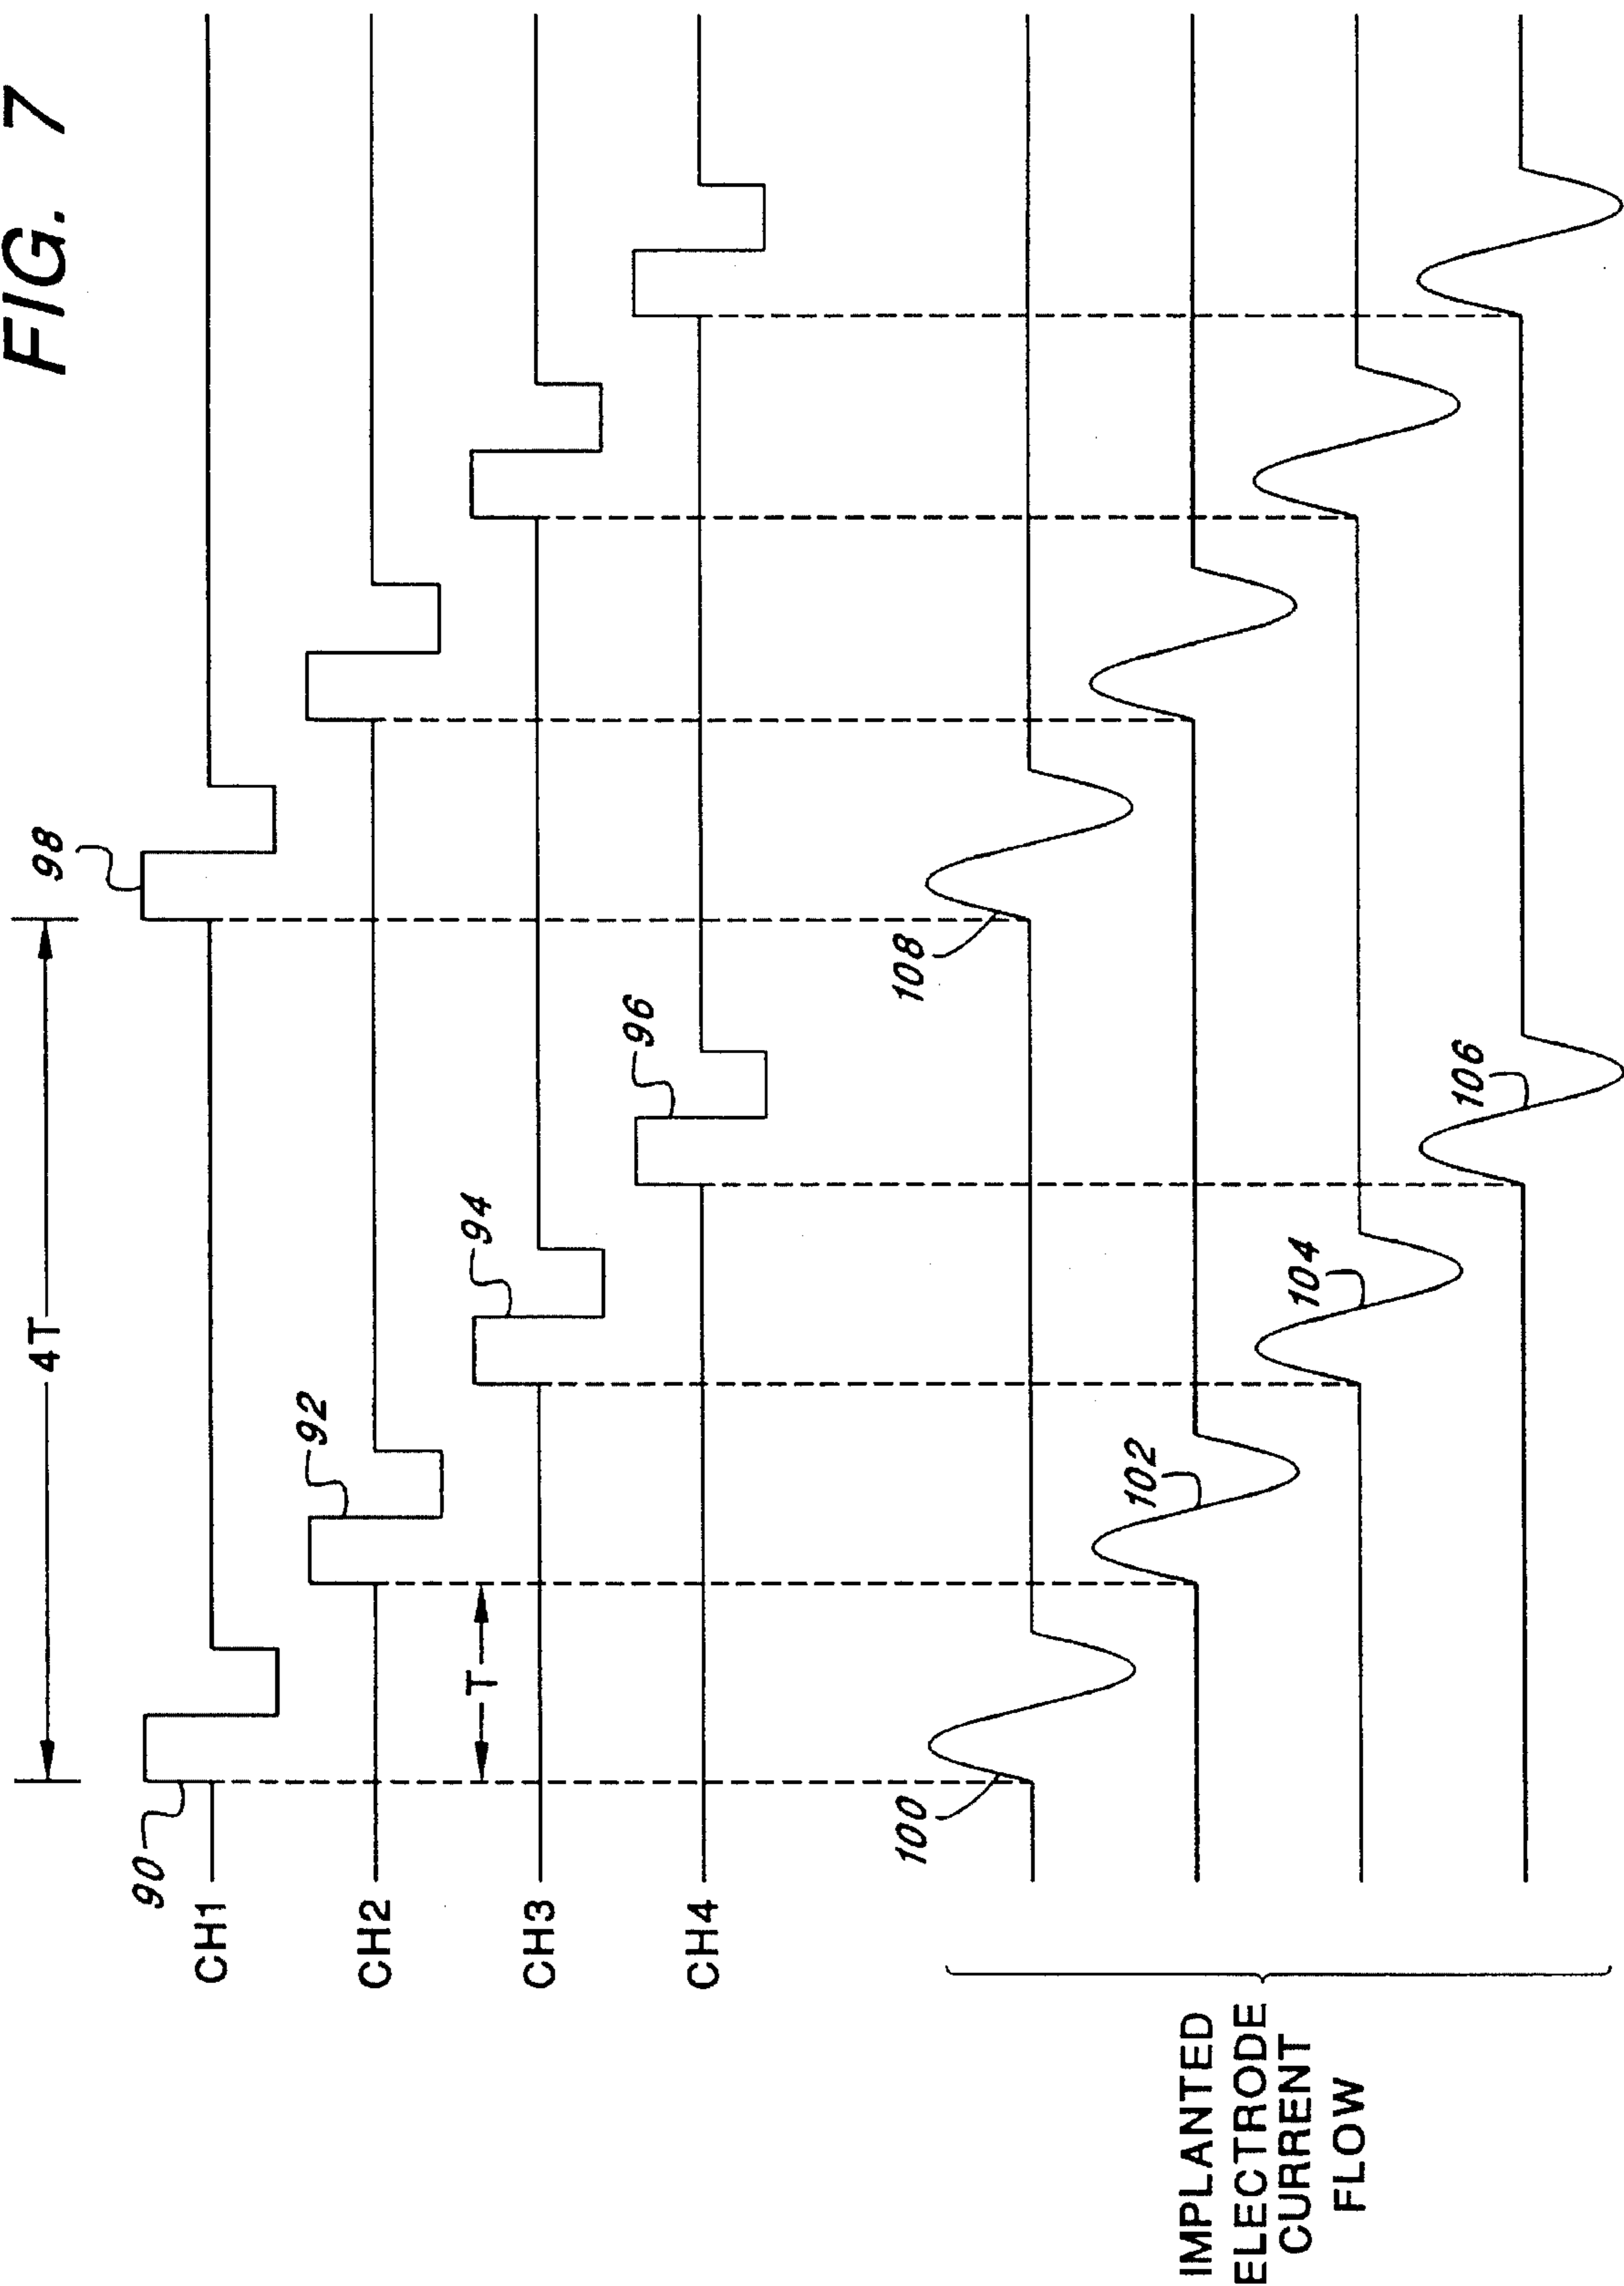 FIG. 7
4T
98
90
CH1
92
CH2
T
94
CH3
96
CH4
100
108
102
104
106
IMPLANTED
ELECTRODE
CURRENT
FLOW